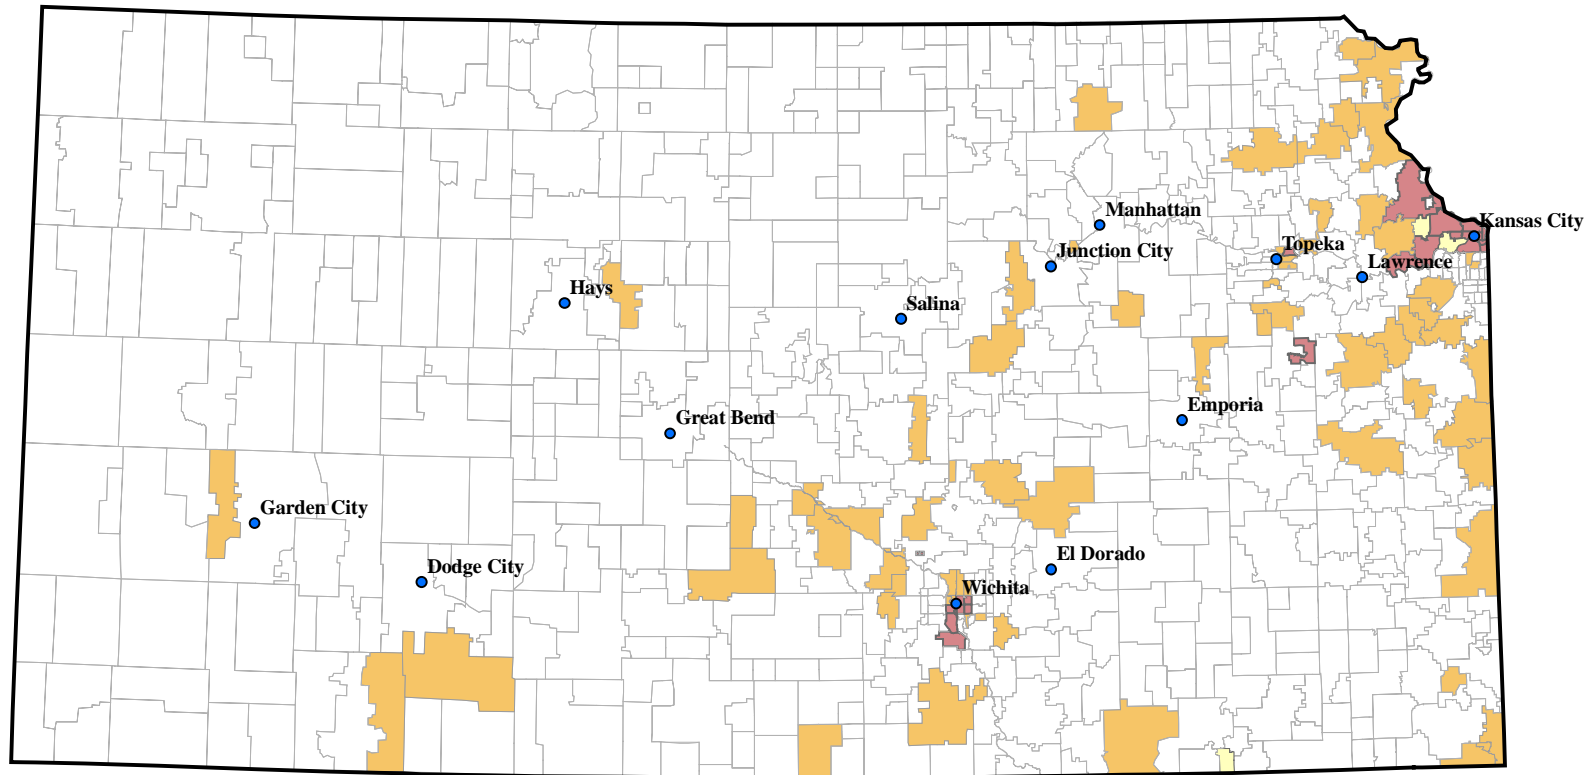 Manhattan
Kansas City
Junction City
Topeka
Lawrence
Hays
Salina
Great Bend
Emporia
Garden City
Dodge City
El Dorado
Wichita